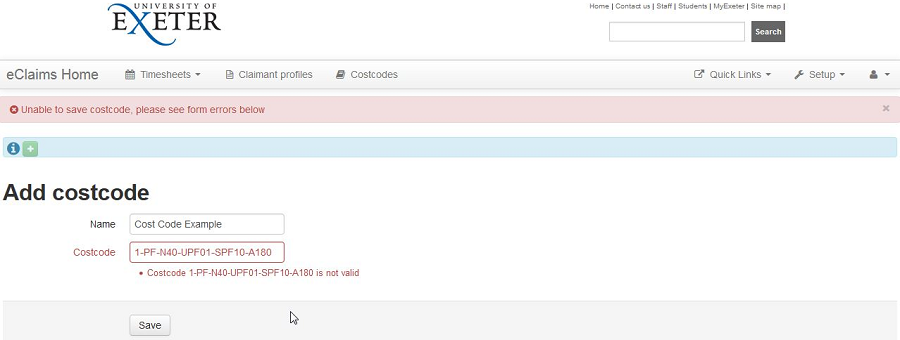 UNIVERSITY OF
EXETER
Home | Contact us | Staff | Students | MyExeter | Site map |
Search
eClaims Home Timesheets Claimant profiles Costcodes Quick Links Setup
Unable to save costcode, please see form errors below ×
Add costcode
Name Cost Code Example
Costcode 1-PF-N40-UPF01-SPF10-A180
• Costcode 1-PF-N40-UPF01-SPF10-A180 is not valid
Save